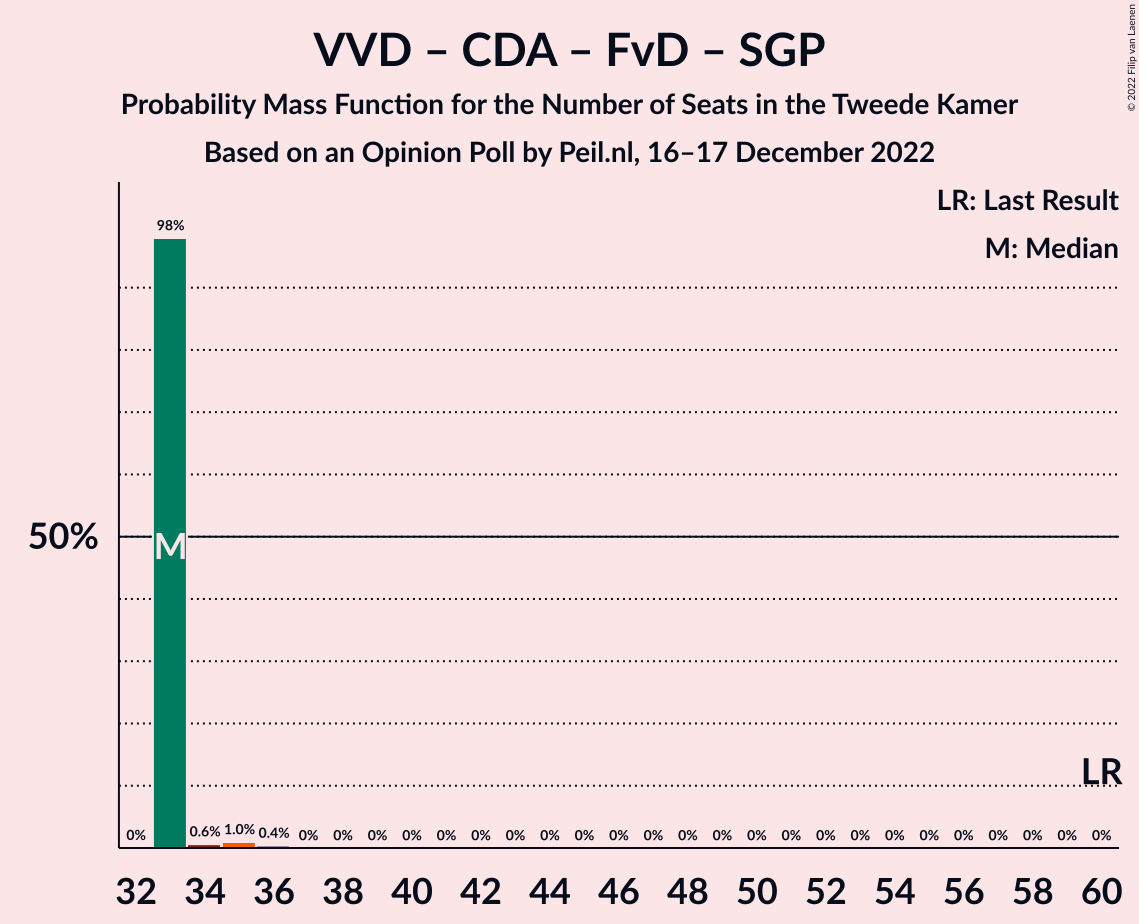 VVD – CDA – FvD – SGP
Probability Mass Function for the Number of Seats in the Tweede Kamer
Based on an Opinion Poll by Peil.nl, 16–17 December 2022
© 2022 Filip van Laenen
LR: Last Result
M: Median
98%
50%
M
LR
0% 0.6% 1.0% 0.4% 0% 0% 0% 0% 0% 0% 0% 0% 0% 0% 0% 0% 0% 0% 0% 0% 0% 0% 0% 0% 0% 0% 0% 0%
32 34 36 38 40 42 44 46 48 50 52 54 56 58 60